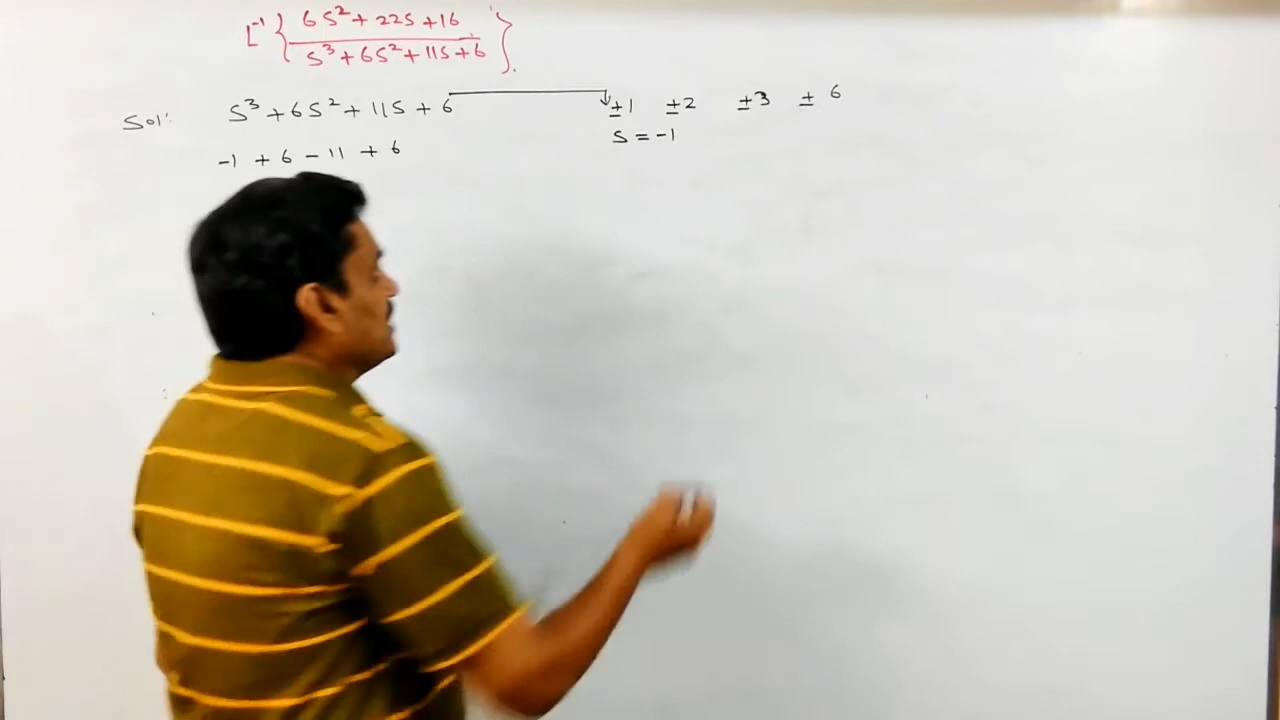 L⁻¹ { 6S² + 22S + 16 / S³ + 6S² + 11S + 6 } .
Sol: S³ + 6S² + 11S + 6 → ±1 ±2 ±3 ±6
S = -1
-1 + 6 - 11 + 6